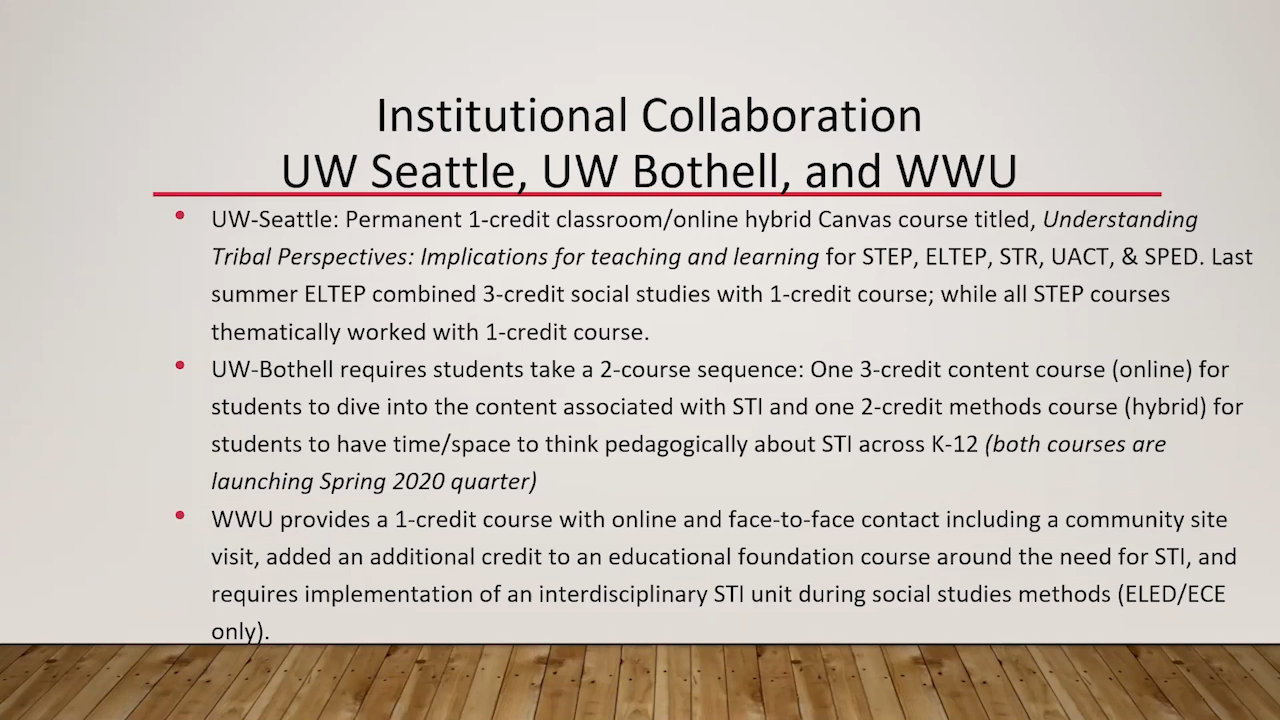 Institutional Collaboration
UW Seattle, UW Bothell, and WWU
• UW-Seattle: Permanent 1-credit classroom/online hybrid Canvas course titled, Understanding
Tribal Perspectives: Implications for teaching and learning for STEP, ELTEP, STR, UACT, & SPED. Last
summer ELTEP combined 3-credit social studies with 1-credit course; while all STEP courses
thematically worked with 1-credit course.
• UW-Bothell requires students take a 2-course sequence: One 3-credit content course (online) for
students to dive into the content associated with STI and one 2-credit methods course (hybrid) for
students to have time/space to think pedagogically about STI across K-12 (both courses are
launching Spring 2020 quarter)
• WWU provides a 1-credit course with online and face-to-face contact including a community site
visit, added an additional credit to an educational foundation course around the need for STI, and
requires implementation of an interdisciplinary STI unit during social studies methods (ELED/ECE
only).